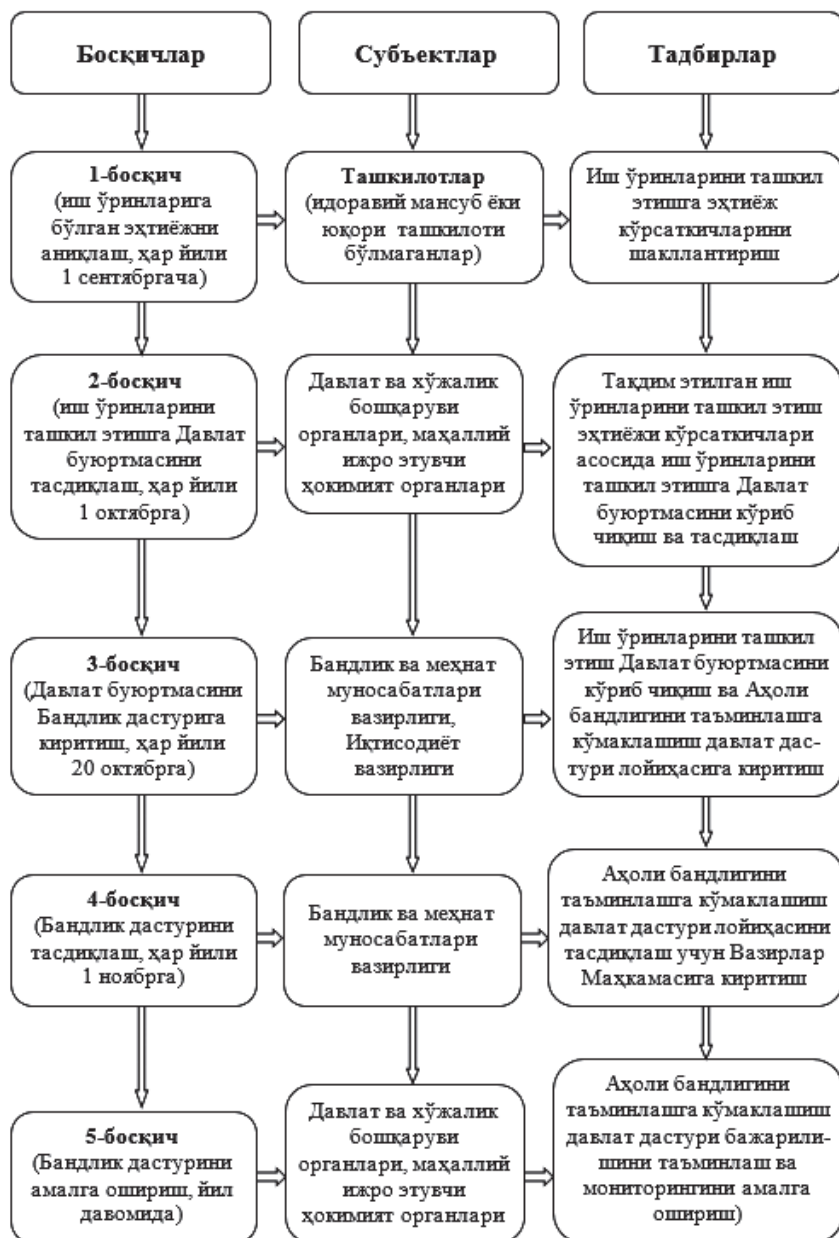 Босқичлар
Субъектлар
Тадбирлар
1-босқич
(иш ўринларига
бўлган эҳтиёжни
аниқлаш, ҳар йили
1 сентябргача)
Ташкилотлар
(идоравий мансуб ёки
юқори ташкилоти
бўлмаганлар)
Иш ўринларини ташкил
этишга эҳтиёж
кўрсаткичларини
шакллантириш
2-босқич
(иш ўринларини
ташкил этишга Давлат
буюртмасини
тасдиқлаш, ҳар йили
1 октябрга)
Давлат ва хўжалик
бошқаруви
органлари, маҳаллий
ижро этувчи
ҳокимият органлари
Тақдим этилган иш
ўринларини ташкил этиш
эҳтиёжи кўрсаткичлари
асосида иш ўринларини
ташкил этишга Давлат
буюртмасини кўриб
чиқиш ва тасдиқлаш
3-босқич
(Давлат буюртмасини
Бандлик дастурига
киритиш, ҳар йили
20 октябрга)
Бандлик ва меҳнат
муносабатлари
вазирлиги,
Иқтисодиёт
вазирлиги
Иш ўринларини ташкил
этиш Давлат буюртмасини
кўриб чиқиш ва Аҳоли
бандлигини таъминлашга
кўмаклашиш давлат дас-
тури лойиҳасига киритиш
4-босқич
(Бандлик дастурини
тасдиқлаш, ҳар йили
1 ноябрга)
Бандлик ва меҳнат
муносабатлари
вазирлиги
Аҳоли бандлигини
таъминлашга кўмаклашиш
давлат дастури лойиҳасини
тасдиқлаш учун Вазирлар
Маҳкамасига киритиш
5-босқич
(Бандлик дастурини
амалга ошириш, йил
давомида)
Давлат ва хўжалик
бошқаруви
органлари, маҳаллий
ижро этувчи
ҳокимият органлари
Аҳоли бандлигини
таъминлашга кўмаклашиш
давлат дастури бажарили-
шини таъминлаш ва
мониторингини амалга
ошириш)